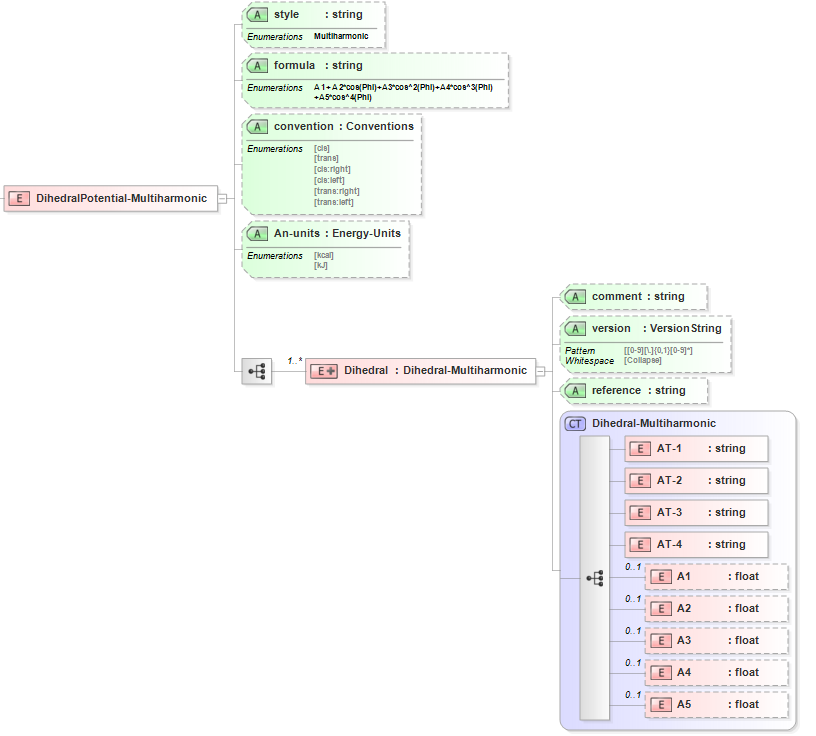 A style : string
Enumerations Multiharmonic
A formula : string
Enumerations A1+A2*cos(Phi)+A3*cos^2(Phi)+A4*cos^3(Phi)
+A5*cos^4(Phi)
A convention : Conventions
Enumerations [cis]
[trans]
[cis:right]
[cis:left]
[trans:right]
[trans:left]
E DihedralPotential-Multiharmonic
A An-units : Energy-Units
Enumerations [kcal]
[kJ]
1..*
E Dihedral : Dihedral-Multiharmonic
A comment : string
A version : VersionString
Pattern [[0-9][\.]{0,1}[0-9]*]
Whitespace [Collapse]
A reference : string
CT Dihedral-Multiharmonic
E AT-1 : string
E AT-2 : string
E AT-3 : string
E AT-4 : string
0..1
E A1 : float
0..1
E A2 : float
0..1
E A3 : float
0..1
E A4 : float
0..1
E A5 : float